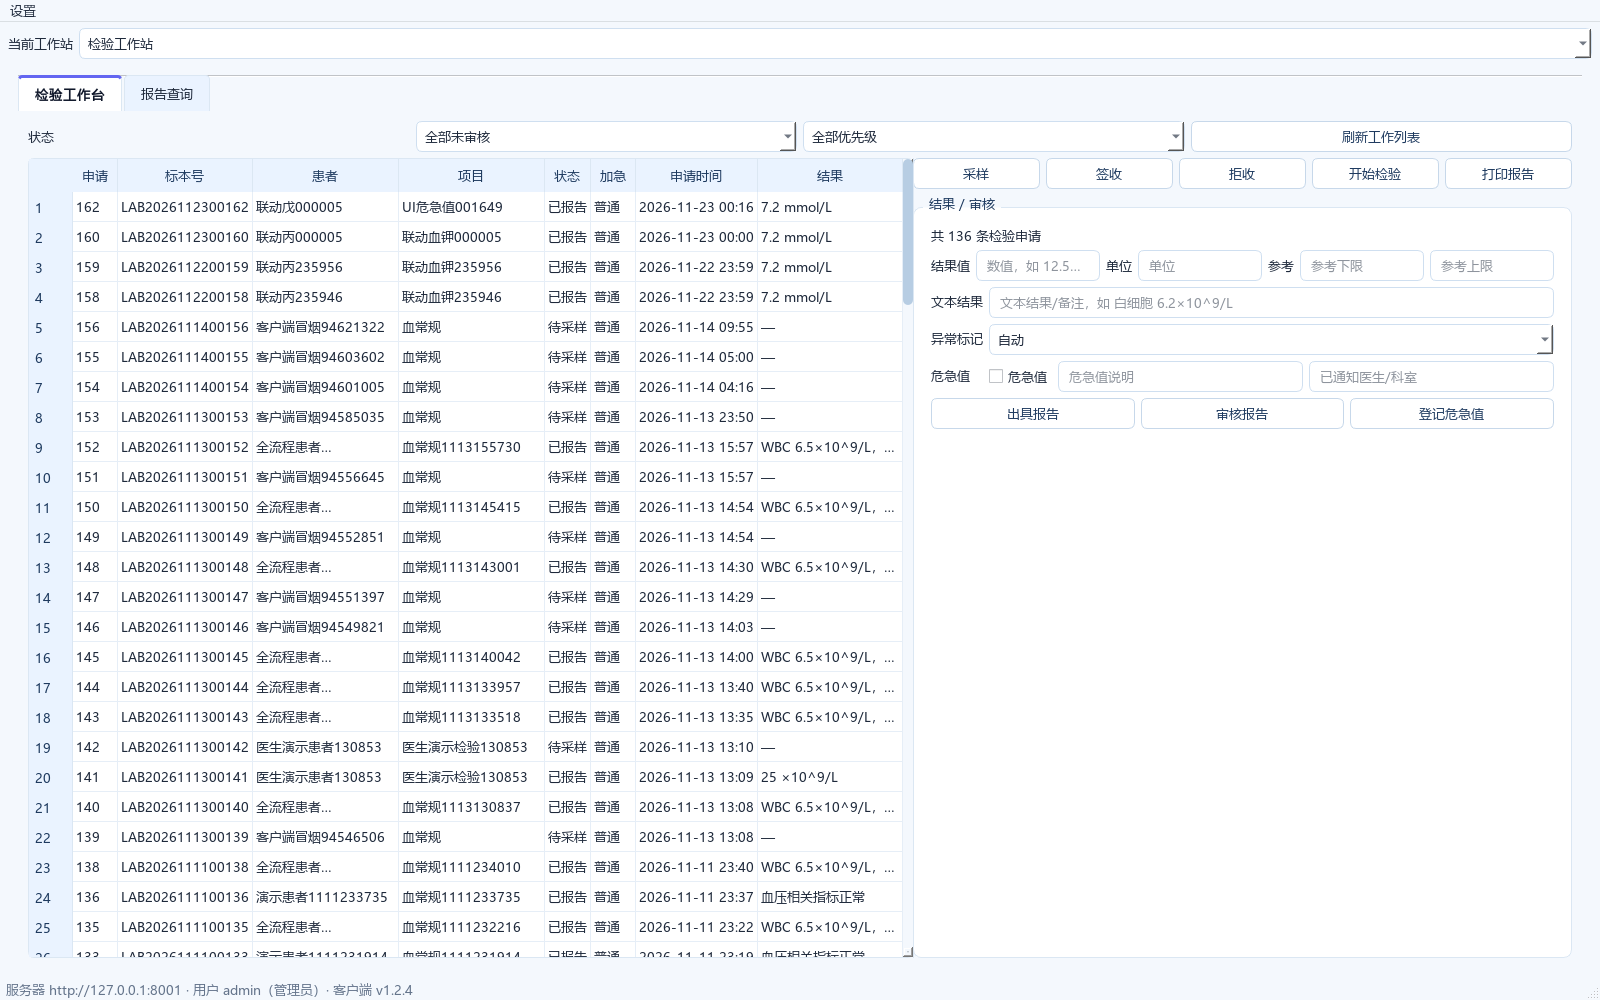 设置
当前工作站 检验工作站
检验工作台 报告查询
状态 全部未审核 全部优先级 刷新工作列表
申请 标本号 患者 项目 状态 加急 申请时间 结果
1 162 LAB2026112300162 联动戊000005 UI危急值001649 已报告 普通 2026-11-23 00:16 7.2 mmol/L
2 160 LAB2026112300160 联动丙000005 联动血钾000005 已报告 普通 2026-11-23 00:00 7.2 mmol/L
3 159 LAB2026112200159 联动丙235956 联动血钾235956 已报告 普通 2026-11-22 23:59 7.2 mmol/L
4 158 LAB2026112200158 联动丙235946 联动血钾235946 已报告 普通 2026-11-22 23:59 7.2 mmol/L
5 156 LAB2026111400156 客户端冒烟94621322 血常规 待采样 普通 2026-11-14 09:55 —
6 155 LAB2026111400155 客户端冒烟94603602 血常规 待采样 普通 2026-11-14 05:00 —
7 154 LAB2026111400154 客户端冒烟94601005 血常规 待采样 普通 2026-11-14 04:16 —
8 153 LAB2026111300153 客户端冒烟94585035 血常规 待采样 普通 2026-11-13 23:50 —
9 152 LAB2026111300152 全流程患者... 血常规1113155730 已报告 普通 2026-11-13 15:57 WBC 6.5×10^9/L，...
10 151 LAB2026111300151 客户端冒烟94556645 血常规 待采样 普通 2026-11-13 15:57 —
11 150 LAB2026111300150 全流程患者... 血常规1113145415 已报告 普通 2026-11-13 14:54 WBC 6.5×10^9/L，...
12 149 LAB2026111300149 客户端冒烟94552851 血常规 待采样 普通 2026-11-13 14:54 —
13 148 LAB2026111300148 全流程患者... 血常规1113143001 已报告 普通 2026-11-13 14:30 WBC 6.5×10^9/L，...
14 147 LAB2026111300147 客户端冒烟94551397 血常规 待采样 普通 2026-11-13 14:29 —
15 146 LAB2026111300146 客户端冒烟94549821 血常规 待采样 普通 2026-11-13 14:03 —
16 145 LAB2026111300145 全流程患者... 血常规1113140042 已报告 普通 2026-11-13 14:00 WBC 6.5×10^9/L，...
17 144 LAB2026111300144 全流程患者... 血常规1113133957 已报告 普通 2026-11-13 13:40 WBC 6.5×10^9/L，...
18 143 LAB2026111300143 全流程患者... 血常规1113133518 已报告 普通 2026-11-13 13:35 WBC 6.5×10^9/L，...
19 142 LAB2026111300142 医生演示患者130853 医生演示检验130853 待采样 普通 2026-11-13 13:10 —
20 141 LAB2026111300141 医生演示患者130853 医生演示检验130853 已报告 普通 2026-11-13 13:09 25 ×10^9/L
21 140 LAB2026111300140 全流程患者... 血常规1113130837 已报告 普通 2026-11-13 13:08 WBC 6.5×10^9/L，...
22 139 LAB2026111300139 客户端冒烟94546506 血常规 待采样 普通 2026-11-13 13:08 —
23 138 LAB2026111100138 全流程患者... 血常规1111234010 已报告 普通 2026-11-11 23:40 WBC 6.5×10^9/L，...
24 136 LAB2026111100136 演示患者1111233735 血常规1111233735 已报告 普通 2026-11-11 23:37 血压相关指标正常
25 135 LAB2026111100135 全流程患者... 血常规1111232216 已报告 普通 2026-11-11 23:22 WBC 6.5×10^9/L，...
26 133 LAB2026111100133 演示患者1111231914 血常规1111231914 已报告 普通 2026-11-11 23:19 血压相关指标正常
采样 签收 拒收 开始检验 打印报告
结果 / 审核
共 136 条检验申请
结果值 数值，如 12.5... 单位 单位 参考 参考下限 参考上限
文本结果 文本结果/备注，如 白细胞 6.2×10^9/L
异常标记 自动
危急值 危急值 危急值说明 已通知医生/科室
出具报告 审核报告 登记危急值
服务器 http://127.0.0.1:8001 · 用户 admin（管理员）· 客户端 v1.2.4